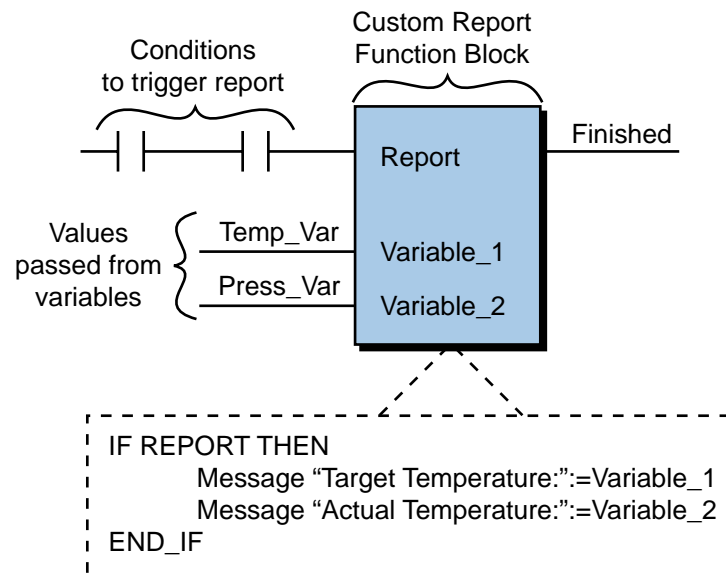 Conditions
to trigger report
Custom Report
Function Block
Report
Finished
Values
passed from
variables
Temp_Var
Variable_1
Press_Var
Variable_2
IF REPORT THEN
Message “Target Temperature:”:=Variable_1
Message “Actual Temperature:”:=Variable_2
END_IF